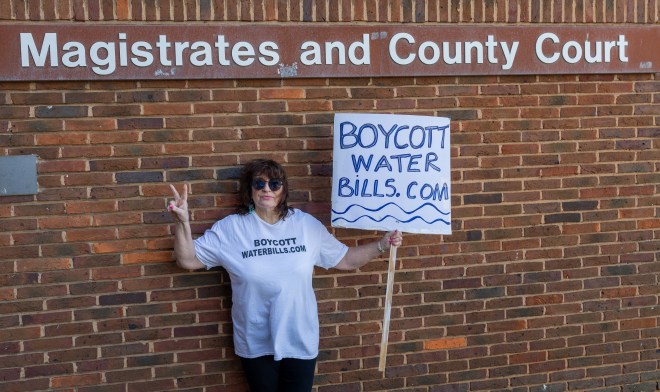 Magistrates and County Court
BOYCOTT
WATER
BILLS.COM
BOYCOTT
WATERBILLS.COM